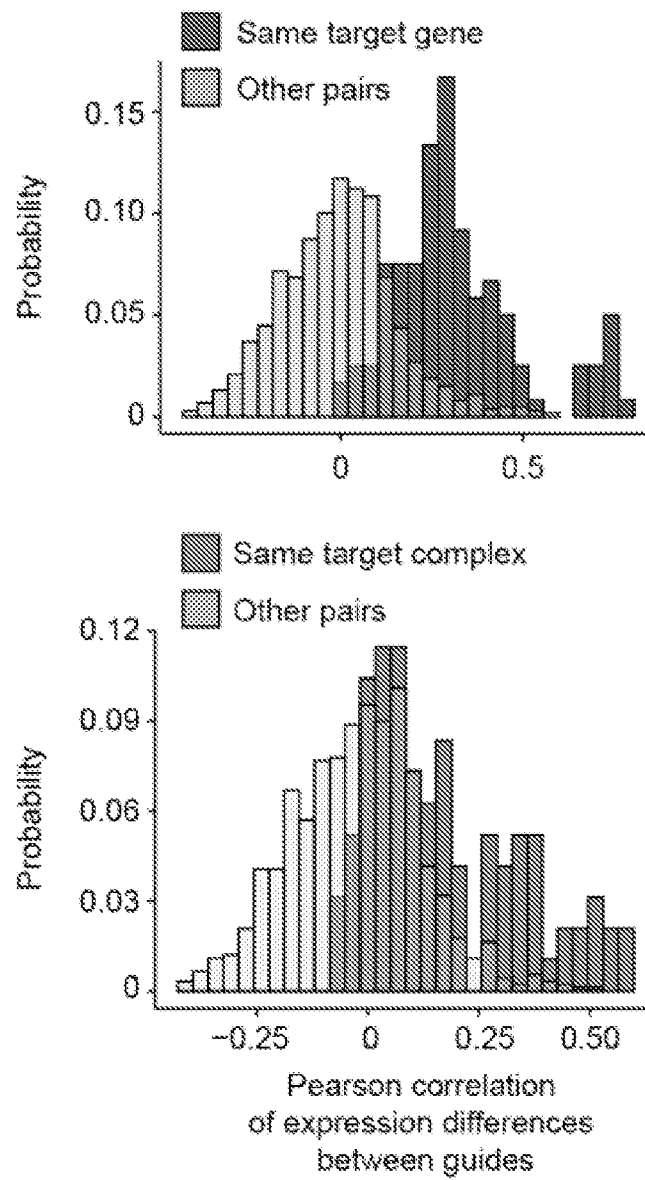 Same target gene
Other pairs
Probability
0.15
0.10
0.05
0
0
0.5
Same target complex
Other pairs
Probability
0.12
0.09
0.06
0.03
0
−0.25
0
0.25
0.50
Pearson correlation
of expression differences
between guides